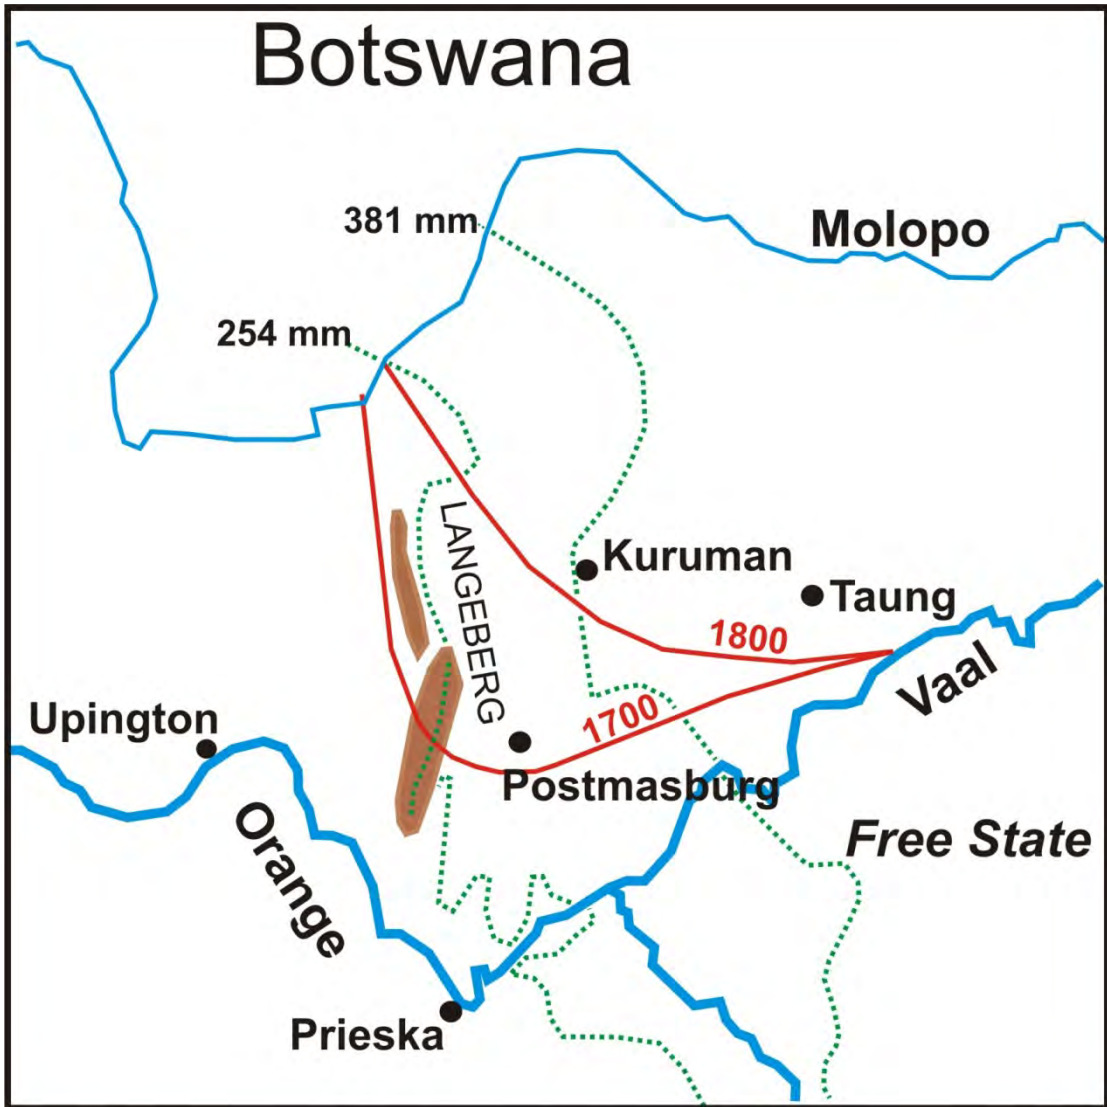 Botswana
381 mm
Molopo
254 mm
LANGEBERG
Kuruman
Taung
1800
Vaal
1700
Upington
Postmasburg
Orange
Free State
Prieska